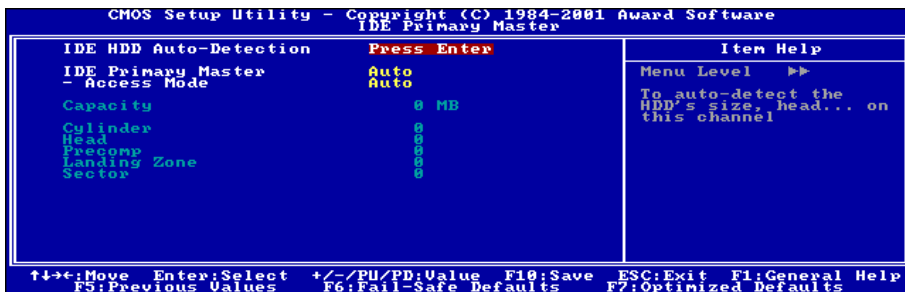 CMOS Setup Utility - Copyright (C) 1984-2001 Award Software
IDE Primary Master
IDE HDD Auto-Detection Press Enter
IDE Primary Master Auto
- Access Mode Auto
Capacity 0 MB
Cylinder 0
Head 0
Precomp 0
Landing Zone 0
Sector 0
Item Help
Menu Level ▶▶
To auto-detect the
HDD's size, head... on
this channel
↑↓→←:Move Enter:Select +/-/PU/PD:Value F10:Save ESC:Exit F1:General Help
F5:Previous Values F6:Fail-Safe Defaults F7:Optimized Defaults